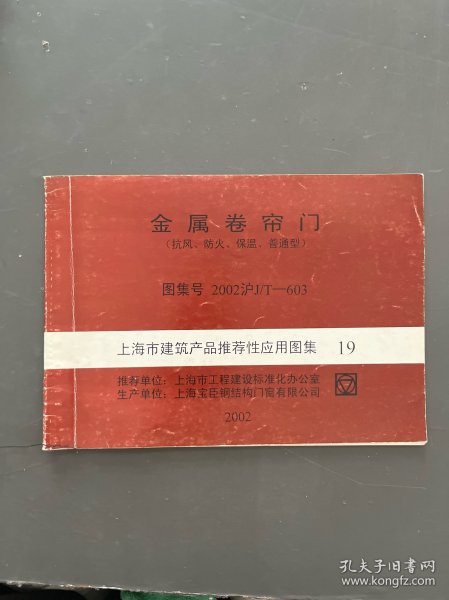 金属卷帘门
（抗风、防火、保温、普通型）
图集号 2002沪J/T—603
上海市建筑产品推荐性应用图集 19
推荐单位：上海市工程建设标准化办公室
生产单位：上海宝臣钢结构门窗有限公司
2002
孔夫子旧书网
www.kongfz.com